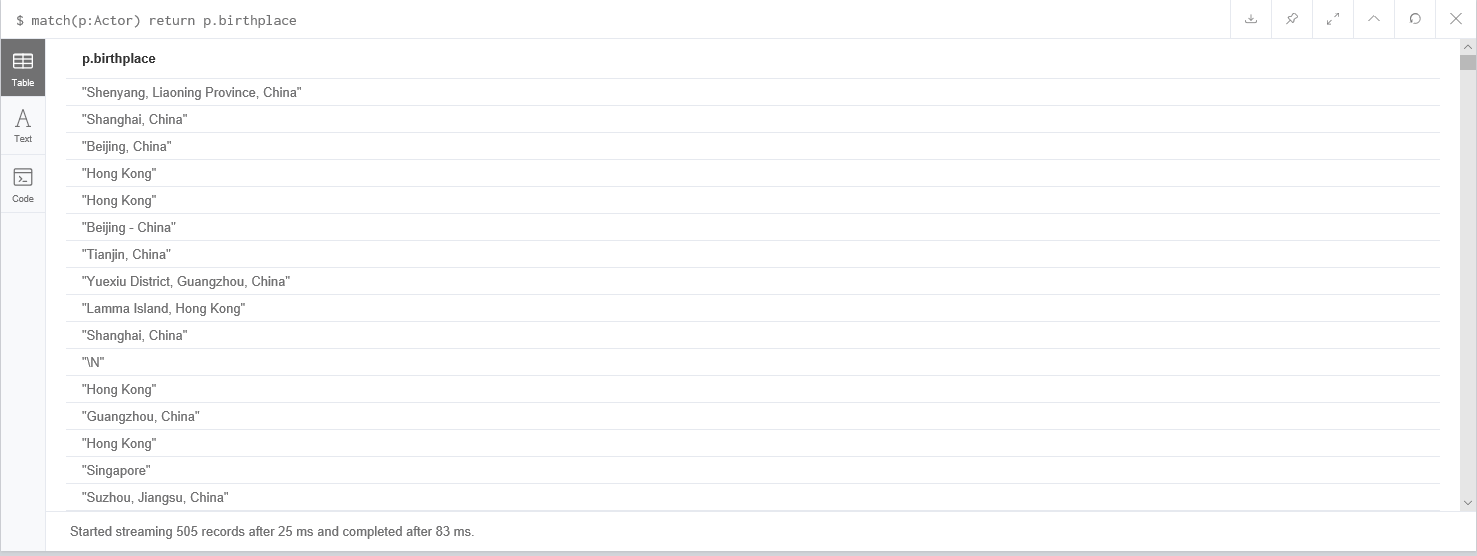 $ match(p:Actor) return p.birthplace
Table
Text
Code
p.birthplace
"Shenyang, Liaoning Province, China"
"Shanghai, China"
"Beijing, China"
"Hong Kong"
"Hong Kong"
"Beijing - China"
"Tianjin, China"
"Yuexiu District, Guangzhou, China"
"Lamma Island, Hong Kong"
"Shanghai, China"
"\N"
"Hong Kong"
"Guangzhou, China"
"Hong Kong"
"Singapore"
"Suzhou, Jiangsu, China"
Started streaming 505 records after 25 ms and completed after 83 ms.